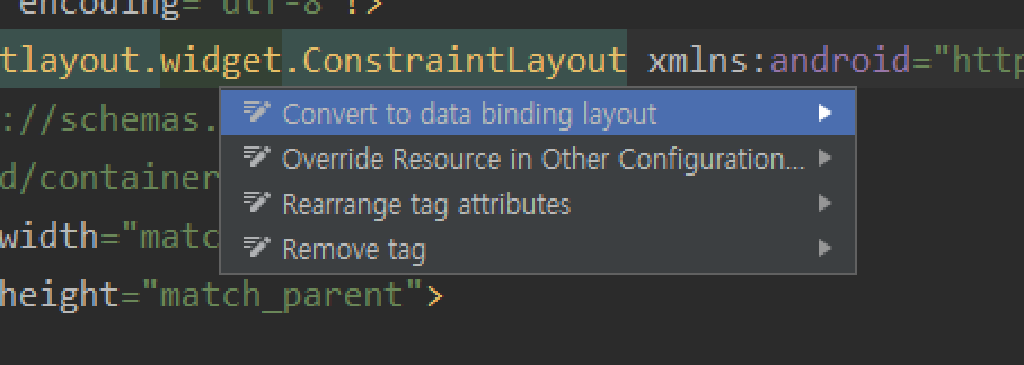 encoding="utf-8"?>
tlayout.widget.ConstraintLayout xmlns:android="http
://schemas.
Convert to data binding layout
Override Resource in Other Configuration...
d/container
Rearrange tag attributes
width="matc
Remove tag
height="match_parent">